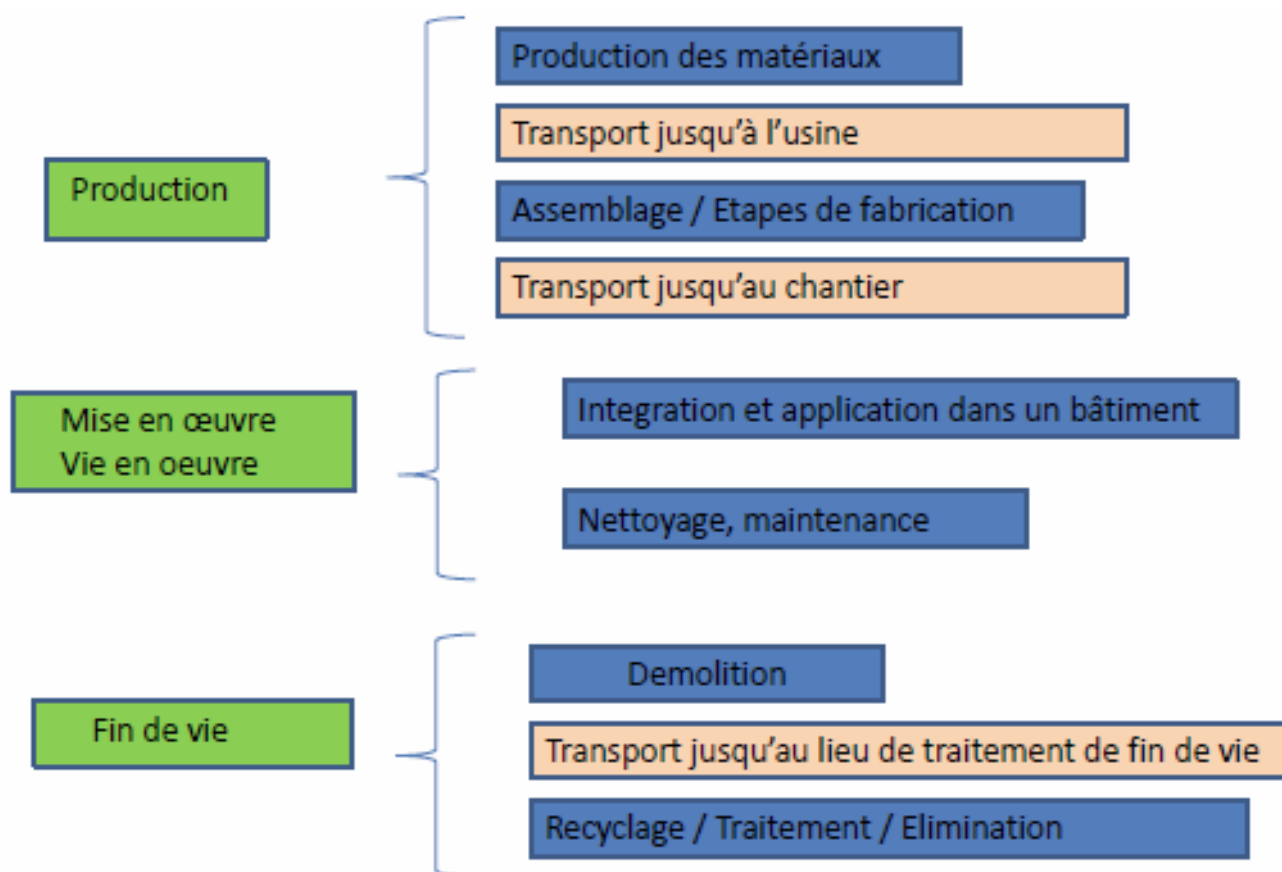 Production
Production des matériaux
Transport jusqu’à l’usine
Assemblage / Etapes de fabrication
Transport jusqu’au chantier
Mise en œuvre
Vie en oeuvre
Integration et application dans un bâtiment
Nettoyage, maintenance
Fin de vie
Demolition
Transport jusqu’au lieu de traitement de fin de vie
Recyclage / Traitement / Elimination